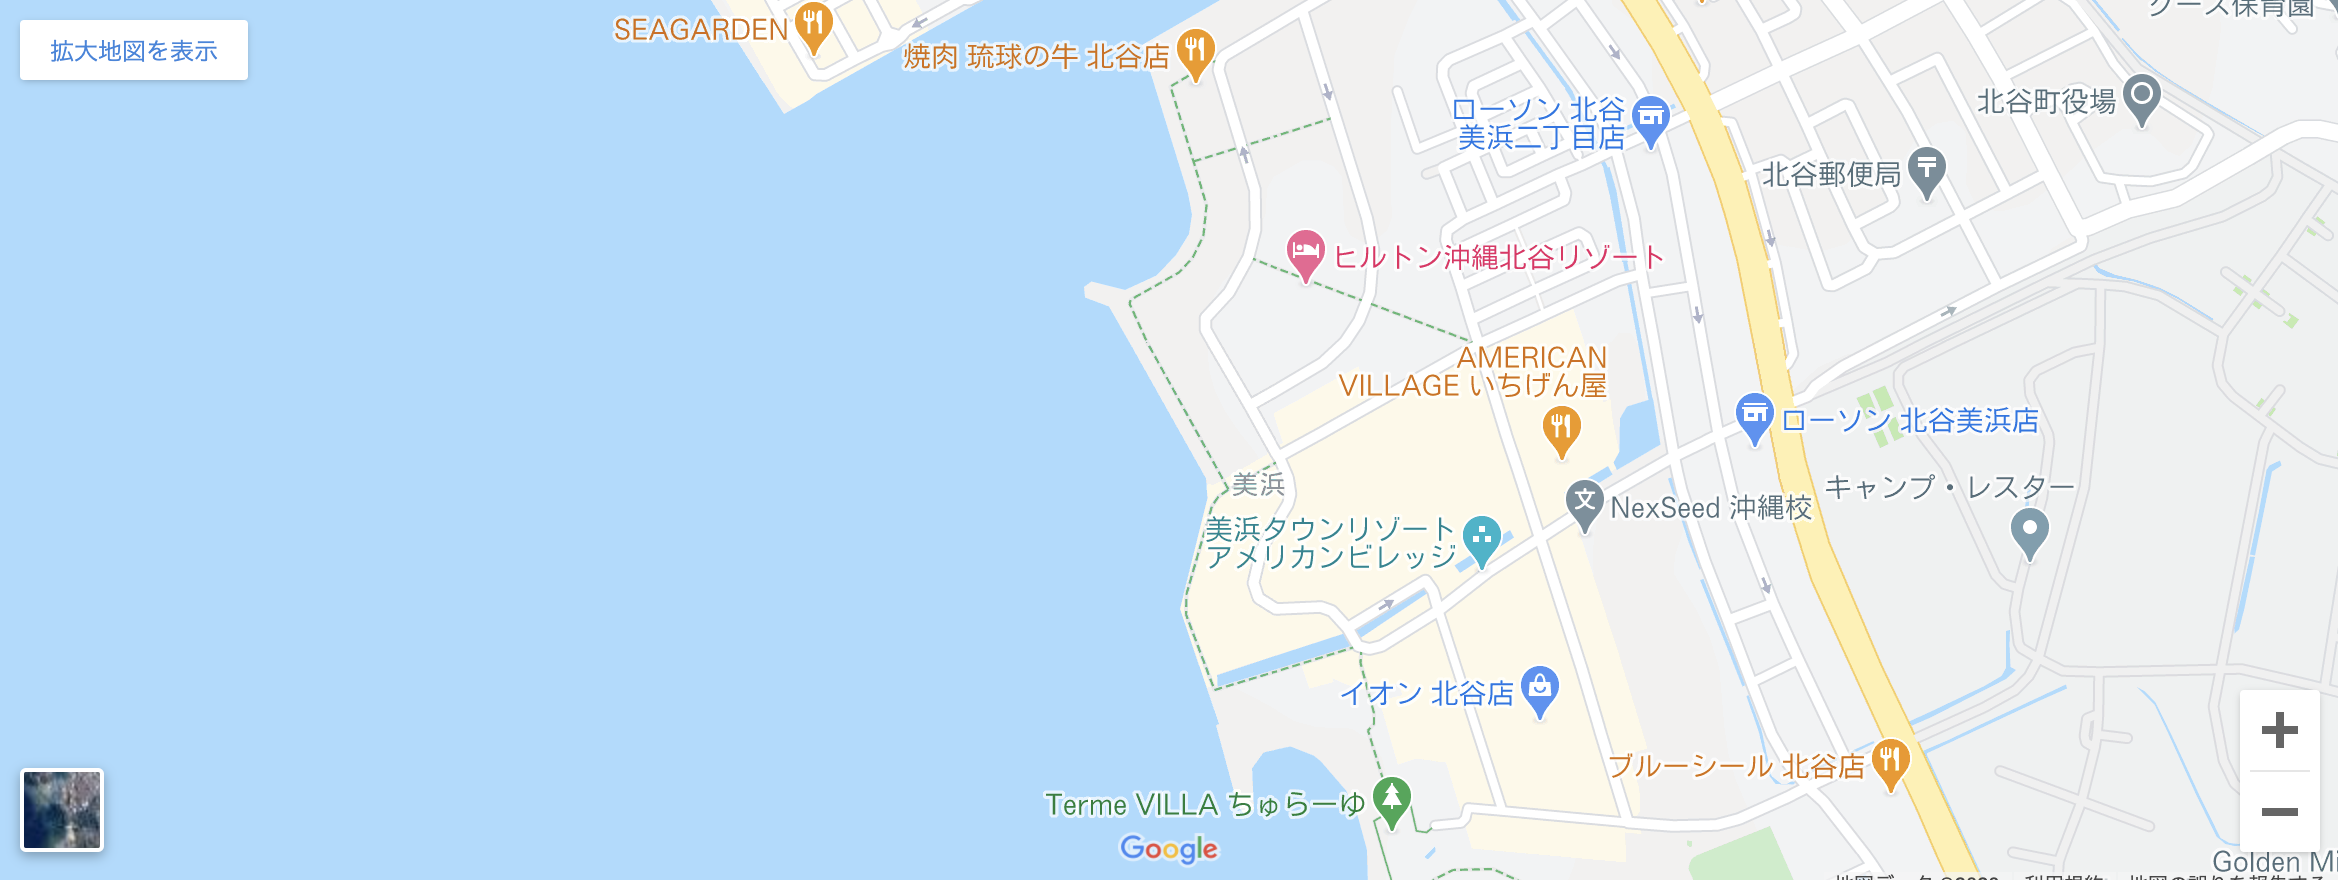 SEAGARDEN
拡大地図を表示
焼肉 琉球の牛 北谷店
ローソン 北谷
美浜二丁目店
北谷町役場
北谷郵便局
ヒルトン沖縄北谷リゾート
AMERICAN
VILLAGE いちげん屋
ローソン 北谷美浜店
美浜
キャンプ・レスター
NexSeed 沖縄校
美浜タウンリゾート
アメリカンビレッジ
イオン 北谷店
ブルーシール 北谷店
Terme VILLA ちゅらーゆ
Google
Golden Mi